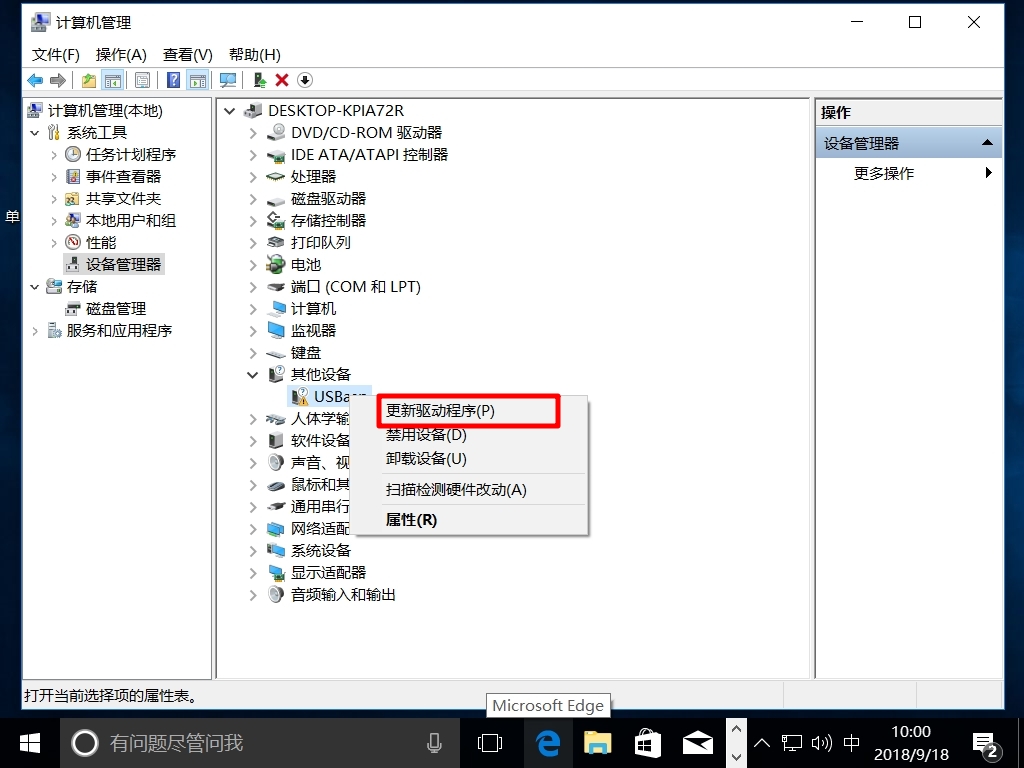 计算机管理
文件(F) 操作(A) 查看(V) 帮助(H)
计算机管理(本地)
系统工具
任务计划程序
事件查看器
共享文件夹
本地用户和组
性能
设备管理器
存储
磁盘管理
服务和应用程序
DESKTOP-KPIA72R
DVD/CD-ROM 驱动器
IDE ATA/ATAPI 控制器
处理器
磁盘驱动器
存储控制器
打印队列
电池
端口 (COM 和 LPT)
计算机
监视器
键盘
其他设备
人体学输
软件设备
声音、视
鼠标和其
通用串行
网络适配
系统设备
显示适配器
音频输入和输出
更新驱动程序(P)
禁用设备(D)
卸载设备(U)
扫描检测硬件改动(A)
属性(R)
操作
设备管理器
更多操作
单
打开当前选择项的属性表。
Microsoft Edge
有问题尽管问我
中
10:00
2018/9/18
2